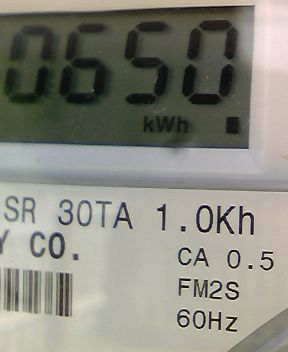 0650
kWh
SR 30TA 1.0Kh
Y CO.
CA 0.5
FM2S
60Hz